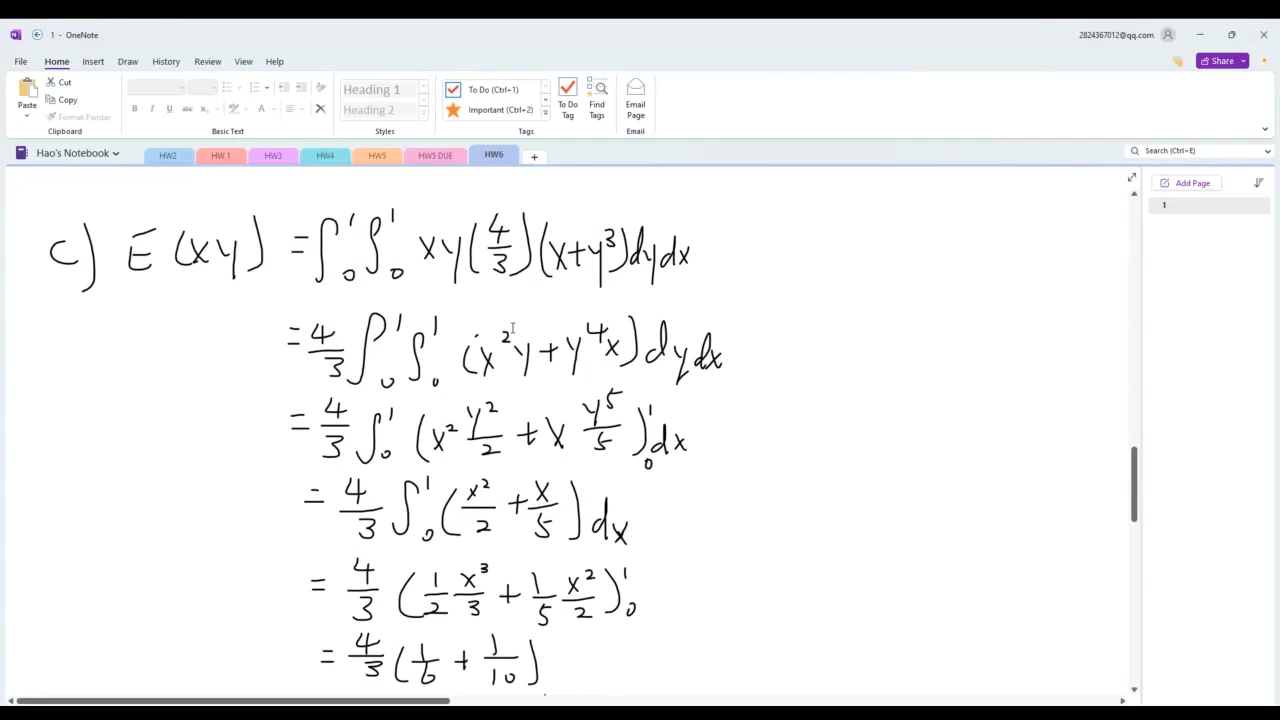 1 - OneNote
2824367012@qq.com
File Home Insert Draw History Review View Help
Share
Paste
Cut
Copy
Format Painter
Clipboard
B I U abc x₂ A
Basic Text
Heading 1
Heading 2
Styles
To Do (Ctrl+1)
Important (Ctrl+2)
Tags
To Do Tag
Find Tags
Email Page
Email
Hao's Notebook
HW2 HW 1 HW3 HW4 HW5 HW5 DUE HW6 +
Search (Ctrl+E)
Add Page
1
c) E(xy) = ∫₀¹ ∫₀¹ xy(4/3)(x+y³)dydx
= 4/3 ∫₀¹ ∫₀¹ (x²y + y⁴x) dydx
= 4/3 ∫₀¹ (x² y²/2 + x y⁵/5)₀¹ dx
= 4/3 ∫₀¹ (x²/2 + x/5) dx
= 4/3 (1/2 x³/3 + 1/5 x²/2)₀¹
= 4/3 (1/6 + 1/10)